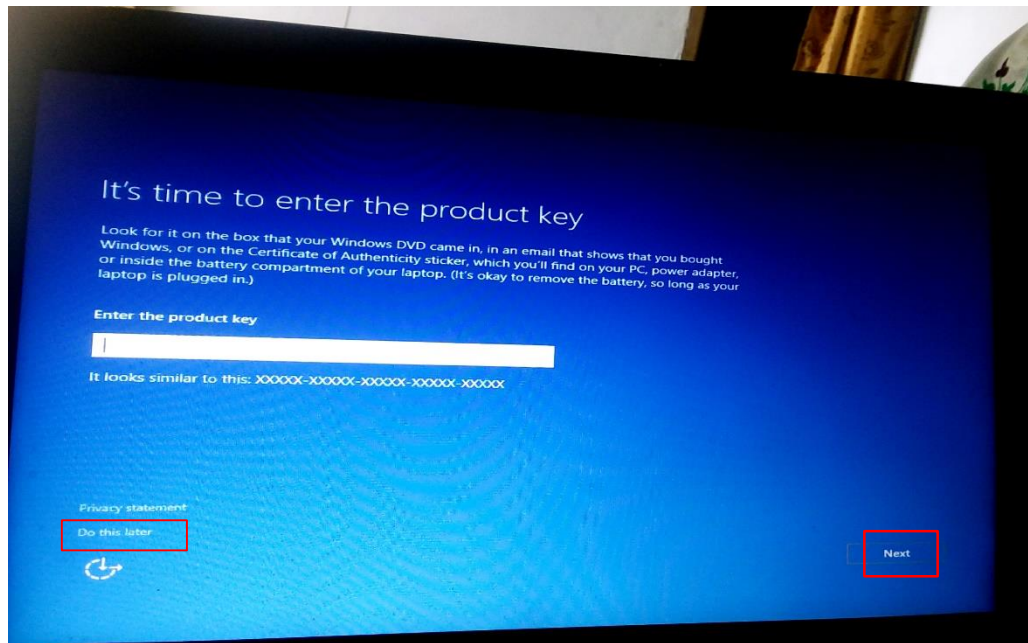 It's time to enter the product key
Look for it on the box that your Windows DVD came in, in an email that shows that you bought
Windows, or on the Certificate of Authenticity sticker, which you'll find on your PC, power adapter,
or inside the battery compartment of your laptop. (It's okay to remove the battery, so long as your
laptop is plugged in.)
Enter the product key
It looks similar to this: XXXXX-XXXXX-XXXXX-XXXXX-XXXXX
Privacy statement
Do this later
Next